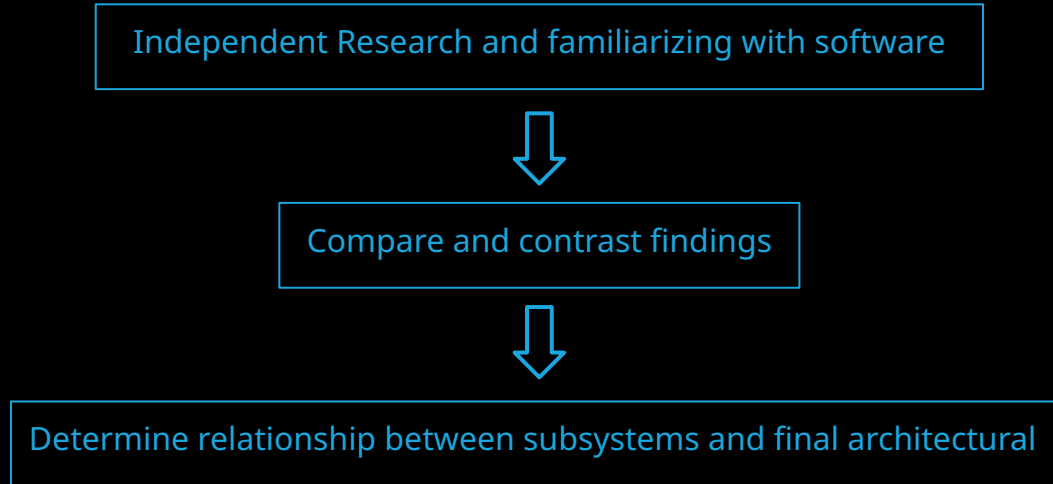 Independent Research and familiarizing with software
Compare and contrast findings
Determine relationship between subsystems and final architectural